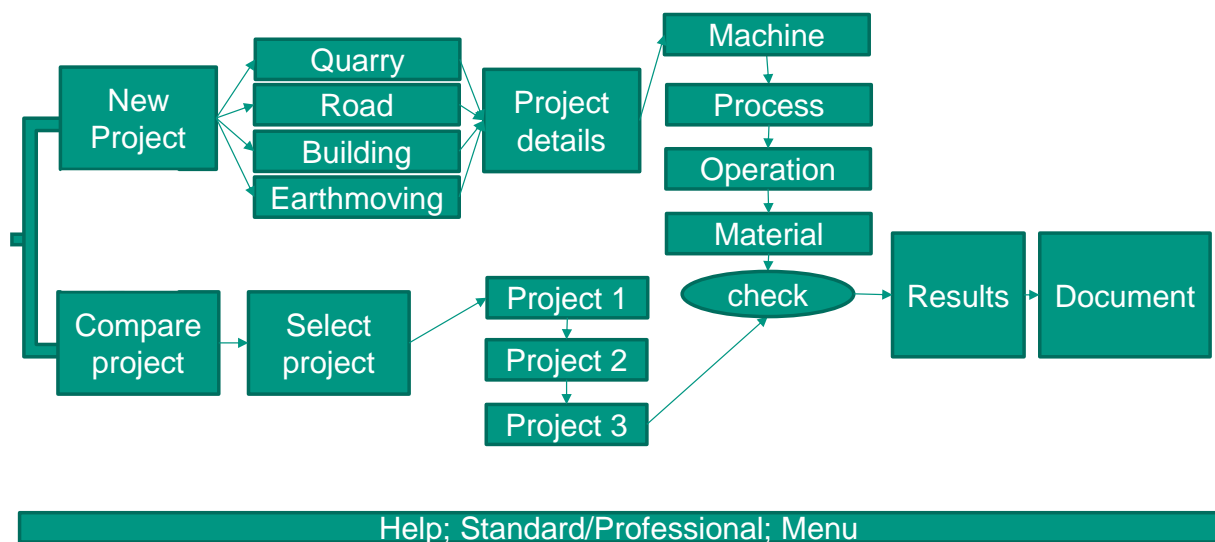 New
Project
Quarry
Road
Building
Earthmoving
Project
details
Machine
Process
Operation
Material
check
Results
Document
Compare
project
Select
project
Project 1
Project 2
Project 3
Help; Standard/Professional; Menu